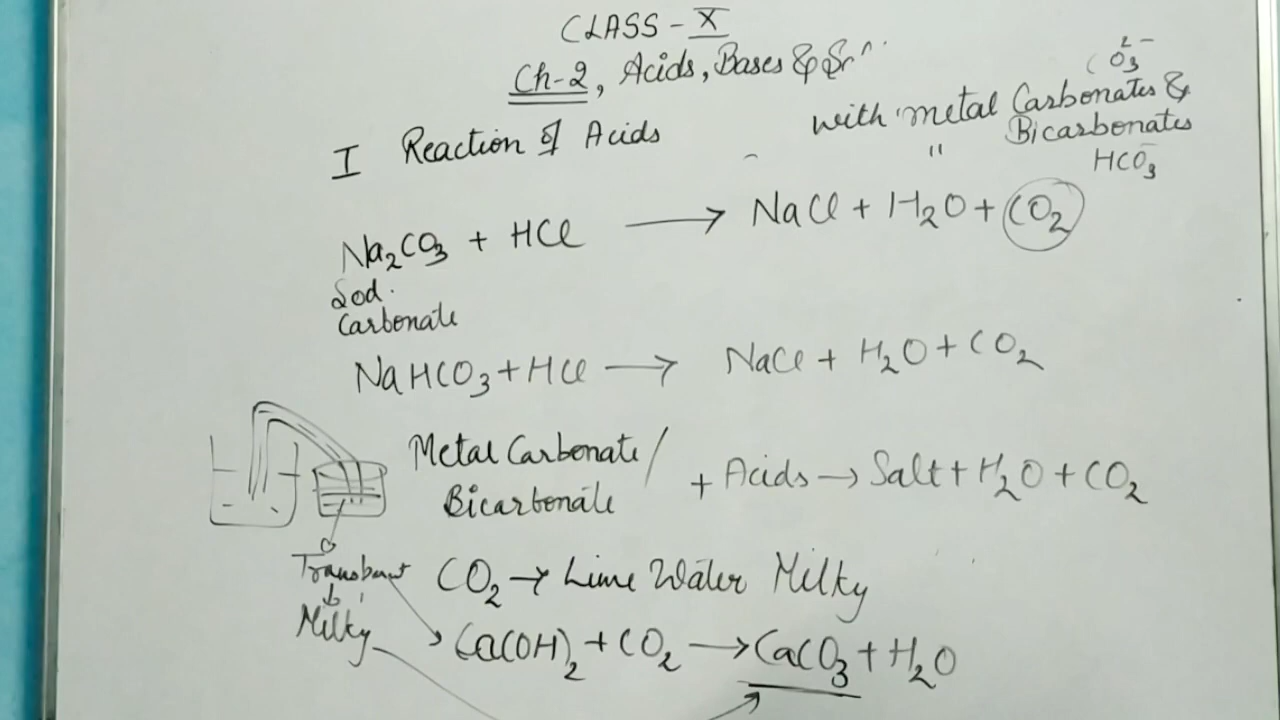 CLASS - X
Ch-2, Acids, Bases &
CO3 2-
I Reaction of Acids with metal Carbonates &
" Bicarbonates
HCO3-
Na2CO3 + HCl ⟶ NaCl + H2O + CO2
Sod.
Carbonate
NaHCO3 + HCl ⟶ NaCl + H2O + CO2
Metal Carbonate/
Bicarbonate + Acids → Salt + H2O + CO2
CO2 → Lime Water Milky
Milky
Ca(OH)2 + CO2 ⟶ CaCO3 + H2O